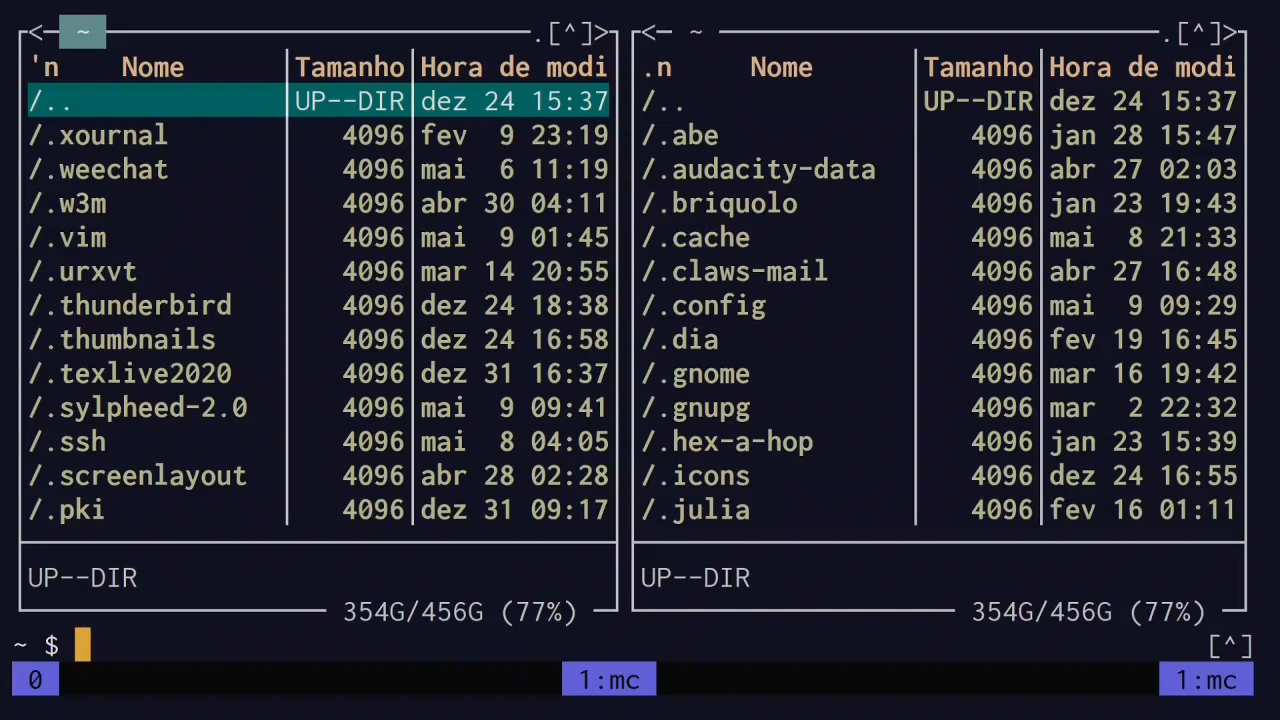 <─ ~ .[^]>
'n Nome Tamanho Hora de modi
/.. UP--DIR dez 24 15:37
/.xournal 4096 fev 9 23:19
/.weechat 4096 mai 6 11:19
/.w3m 4096 abr 30 04:11
/.vim 4096 mai 9 01:45
/.urxvt 4096 mar 14 20:55
/.thunderbird 4096 dez 24 18:38
/.thumbnails 4096 dez 24 16:58
/.texlive2020 4096 dez 31 16:37
/.sylpheed-2.0 4096 mai 9 09:41
/.ssh 4096 mai 8 04:05
/.screenlayout 4096 abr 28 02:28
/.pki 4096 dez 31 09:17
UP--DIR
354G/456G (77%)
<─ ~ .[^]>
.n Nome Tamanho Hora de modi
/.. UP--DIR dez 24 15:37
/.abe 4096 jan 28 15:47
/.audacity-data 4096 abr 27 02:03
/.briquolo 4096 jan 23 19:43
/.cache 4096 mai 8 21:33
/.claws-mail 4096 abr 27 16:48
/.config 4096 mai 9 09:29
/.dia 4096 fev 19 16:45
/.gnome 4096 mar 16 19:42
/.gnupg 4096 mar 2 22:32
/.hex-a-hop 4096 jan 23 15:39
/.icons 4096 dez 24 16:55
/.julia 4096 fev 16 01:11
UP--DIR
354G/456G (77%)
~ $ [^]
0 1:mc 1:mc